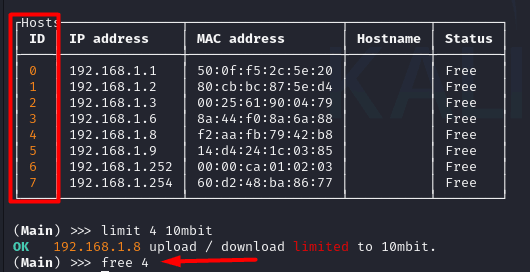 Hosts
ID IP address MAC address Hostname Status
0 192.168.1.1 50:0f:f5:2c:5e:20 Free
1 192.168.1.2 80:cb:bc:87:5e:d4 Free
2 192.168.1.3 00:25:61:90:04:79 Free
3 192.168.1.6 8a:44:f0:8a:6a:88 Free
4 192.168.1.8 f2:aa:fb:79:42:b8 Free
5 192.168.1.9 14:d4:24:1c:03:85 Free
6 192.168.1.252 00:00:ca:01:02:03 Free
7 192.168.1.254 60:d2:48:ba:86:77 Free
(Main) >>> limit 4 10mbit
OK 192.168.1.8 upload / download limited to 10mbit.
(Main) >>> free 4